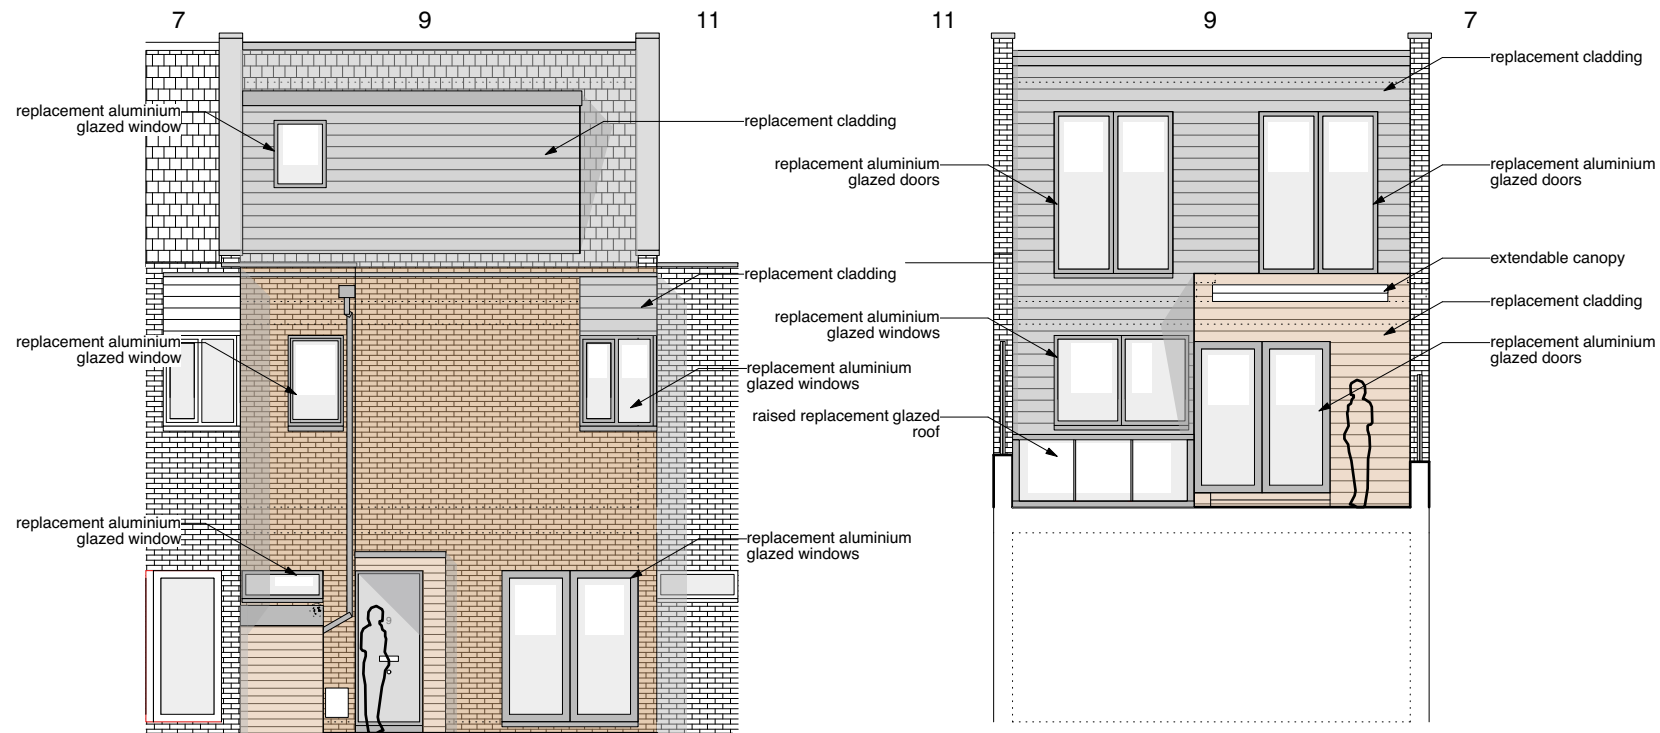 7
9
11
replacement aluminium
glazed window
replacement cladding
replacement cladding
replacement aluminium
glazed window
replacement aluminium
glazed windows
replacement aluminium
glazed window
replacement aluminium
glazed windows
9
11
9
7
replacement cladding
replacement aluminium
glazed doors
replacement aluminium
glazed doors
extendable canopy
replacement cladding
replacement aluminium
glazed windows
replacement aluminium
glazed doors
raised replacement glazed
roof